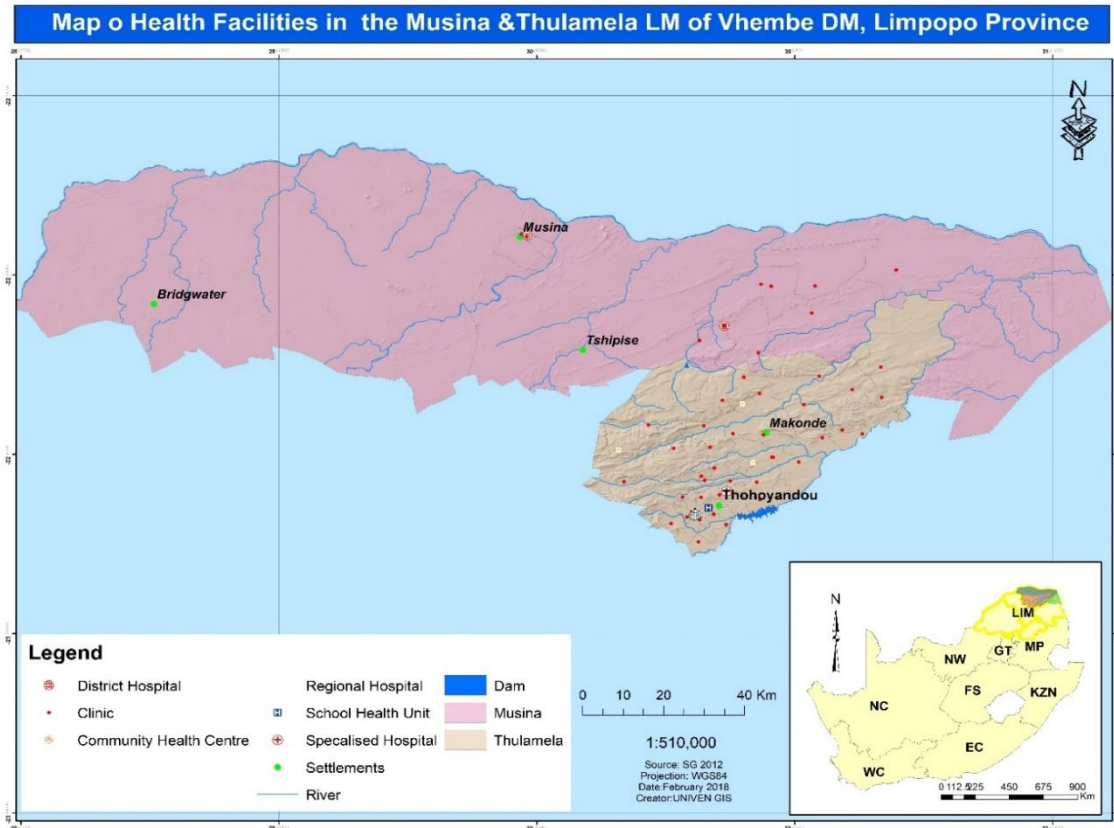 Map o Health Facilities in the Musina &Thulamela LM of Vhembe DM, Limpopo Province
N
Musina
Bridgwater
Tshipise
Makonde
Thohoyandou
Legend
District Hospital
Clinic
Community Health Centre
Regional Hospital
School Health Unit
Specalised Hospital
Settlements
River
Dam
Musina
Thulamela
0 10 20 40 Km
1:510,000
Source: SG 2012
Projection: WGS84
Date:February 2018
Creator:UNIVEN GIS
N
LIM
NW
GT
MP
FS
KZN
NC
EC
WC
0 112.5225 450 675 900
Km